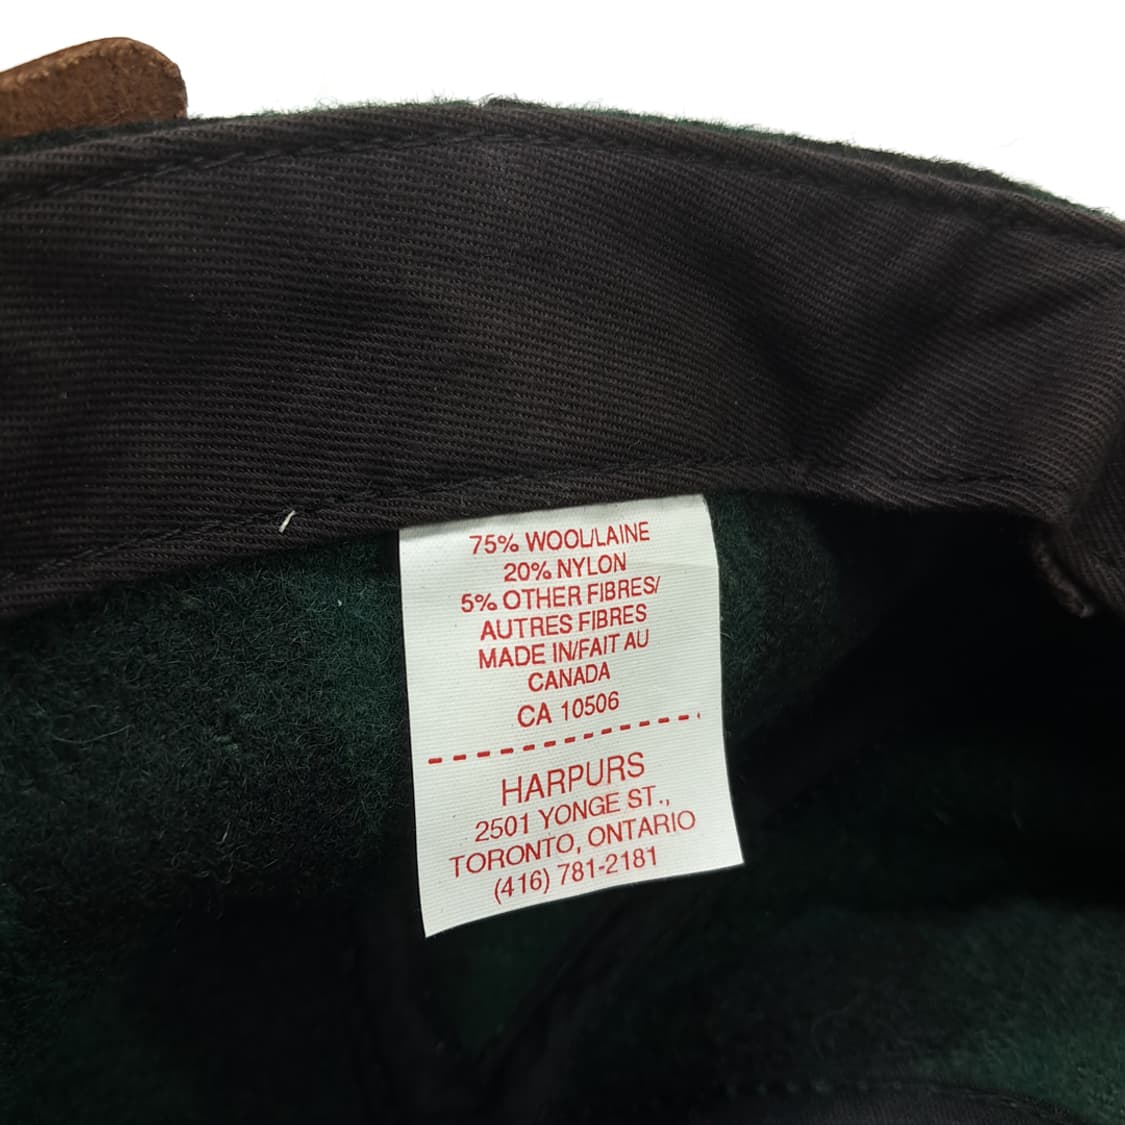 75% WOOL/LAINE
20% NYLON
5% OTHER FIBRES/
AUTRES FIBRES
MADE IN/FAIT AU
CANADA
CA 10506
HARPURS
2501 YONGE ST.,
TORONTO, ONTARIO
(416) 781-2181